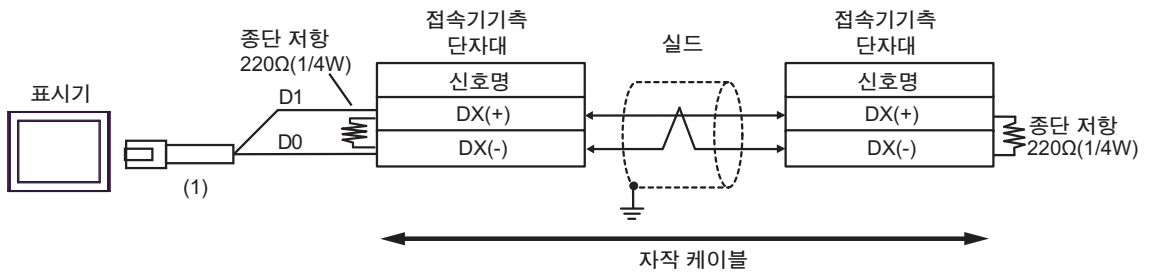 접속기기측
단자대
실드
접속기기측
단자대
종단 저항
220Ω(1/4W)
표시기
신호명
신호명
D1
DX(+)
DX(+)
D0
DX(-)
DX(-)
종단 저항
220Ω(1/4W)
(1)
자작 케이블